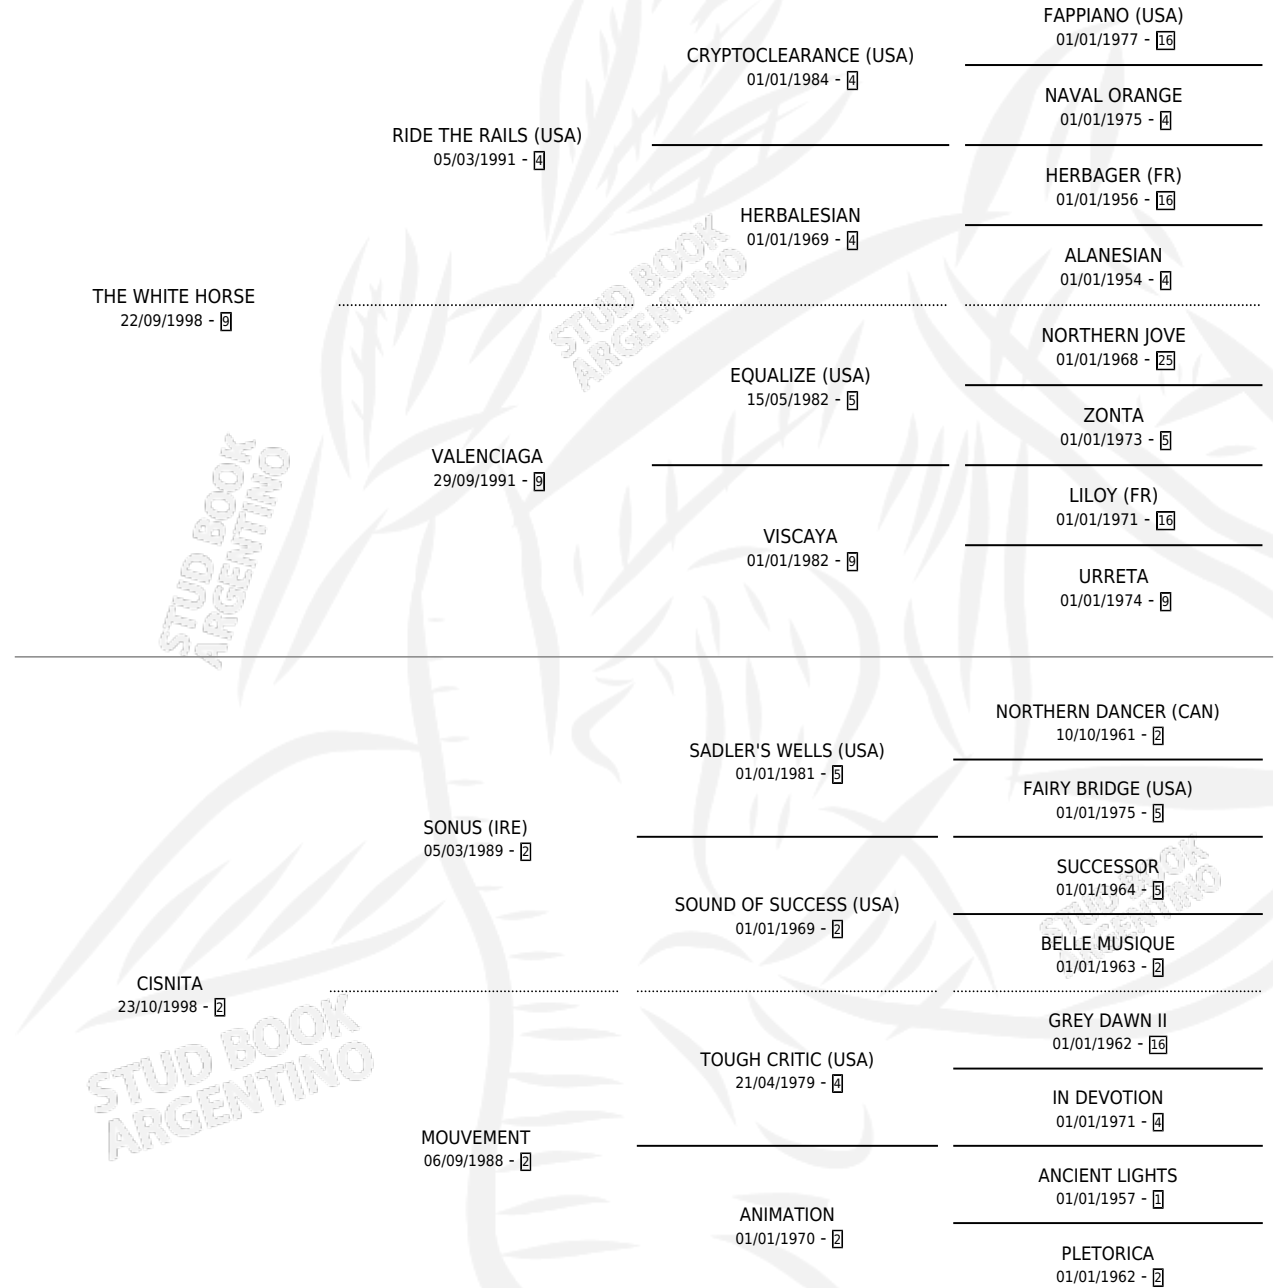 FAPPIANO (USA)
01/01/1977 - 16
CRYPTOCLEARANCE (USA)
01/01/1984 - 4
NAVAL ORANGE
01/01/1975 - 4
RIDE THE RAILS (USA)
05/03/1991 - 4
HERBAGER (FR)
01/01/1956 - 16
HERBALESIAN
01/01/1969 - 4
ALANESIAN
01/01/1954 - 4
THE WHITE HORSE
22/09/1998 - 9
STUD BOOK
ARGENTINO
NORTHERN JOVE
01/01/1968 - 25
EQUALIZE (USA)
15/05/1982 - 5
ZONTA
01/01/1973 - 5
VALENCIAGA
29/09/1991 - 9
LILOY (FR)
01/01/1971 - 16
VISCAYA
01/01/1982 - 9
URRETA
01/01/1974 - 9
STUD BOOK
ARGENTINO
NORTHERN DANCER (CAN)
10/10/1961 - 2
SADLER'S WELLS (USA)
01/01/1981 - 5
FAIRY BRIDGE (USA)
01/01/1975 - 5
SONUS (IRE)
05/03/1989 - 2
SUCCESSOR
01/01/1964 - 5
SOUND OF SUCCESS (USA)
01/01/1969 - 2
BELLE MUSIQUE
01/01/1963 - 2
STUD BOOK
ARGENTINO
CISNITA
23/10/1998 - 2
GREY DAWN II
01/01/1962 - 16
TOUGH CRITIC (USA)
21/04/1979 - 4
IN DEVOTION
01/01/1971 - 4
STUD BOOK
ARGENTINO
MOUVEMENT
06/09/1988 - 2
ANCIENT LIGHTS
01/01/1957 - 1
ANIMATION
01/01/1970 - 2
PLETORICA
01/01/1962 - 2